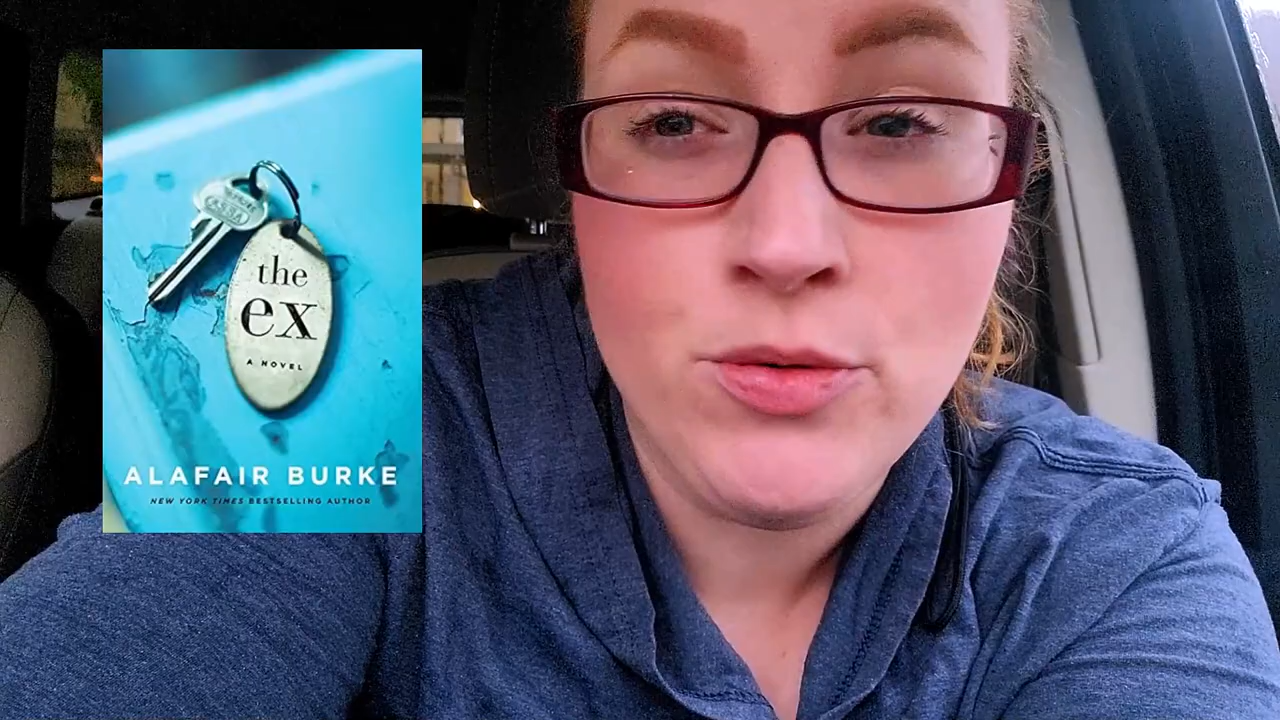 the
ex
A NOVEL
ALAFAIR BURKE
NEW YORK TIMES BESTSELLING AUTHOR